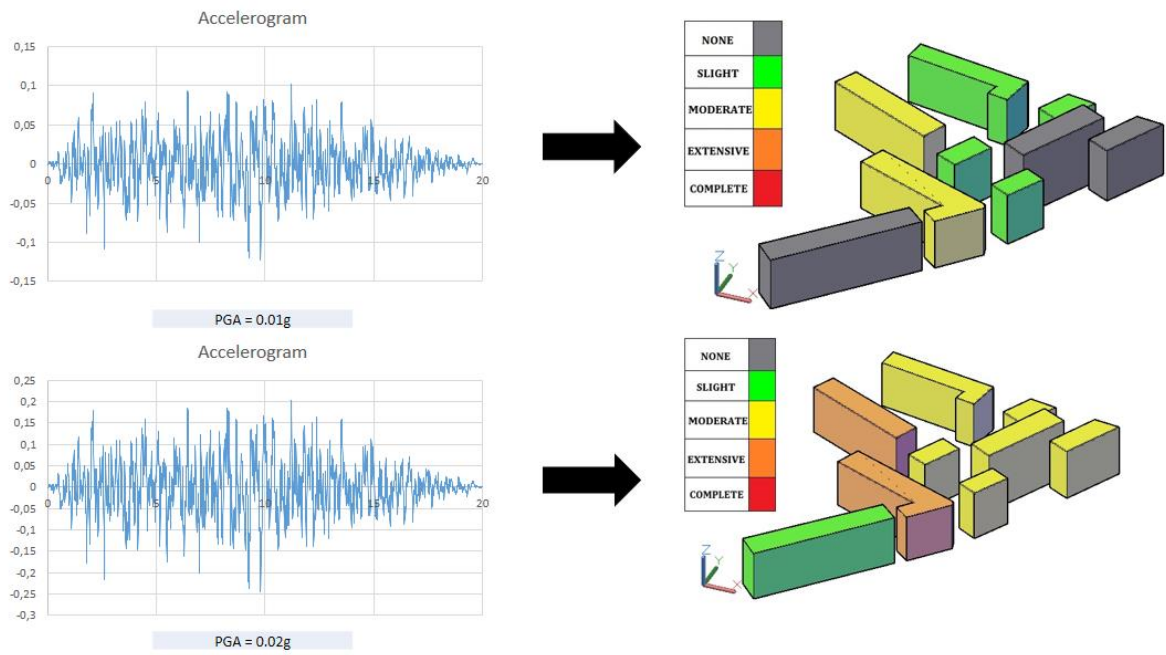 Accelerogram
0,15
0,1
0,05
0
-0,05
-0,1
-0,15
0 5 10 15 20
PGA = 0.01g
NONE
SLIGHT
MODERATE
EXTENSIVE
COMPLETE
Z
Y
X
Accelerogram
0,25
0,2
0,15
0,1
0,05
0
-0,05
-0,1
-0,15
-0,2
-0,25
-0,3
0 5 10 15 20
PGA = 0.02g
NONE
SLIGHT
MODERATE
EXTENSIVE
COMPLETE
Z
Y
X